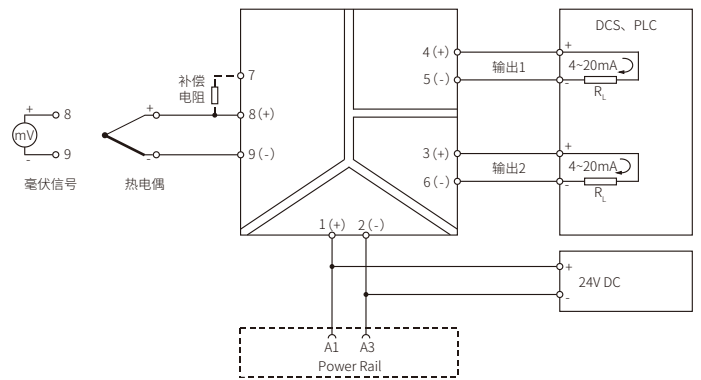 DCS、PLC
4(+)
输出1
+
4~20mA
5(-)
-
R_L
补偿
电阻
7
+
8
+
8(+)
mV
-
9
-
9(-)
毫伏信号
热电偶
3(+)
输出2
+
4~20mA
6(-)
-
R_L
1(+)
2(-)
+
24V DC
-
A1
A3
Power Rail